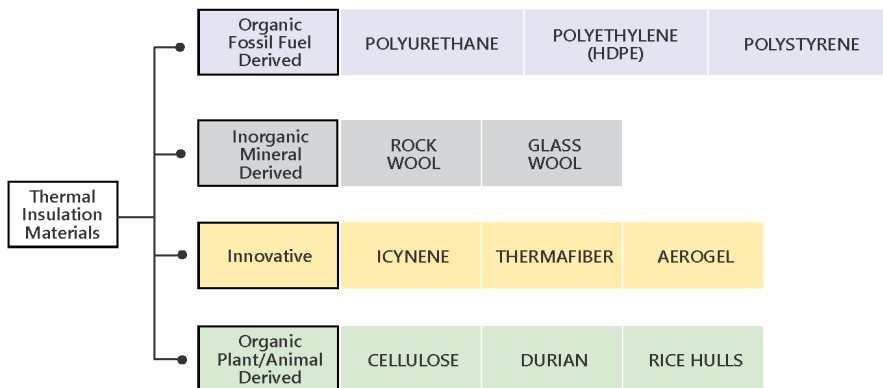 Thermal
Insulation
Materials
Organic
Fossil Fuel
Derived
POLYURETHANE
POLYETHYLENE
(HDPE)
POLYSTYRENE
Inorganic
Mineral
Derived
ROCK
WOOL
GLASS
WOOL
Innovative
ICYNENE
THERMAFIBER
AEROGEL
Organic
Plant/Animal
Derived
CELLULOSE
DURIAN
RICE HULLS